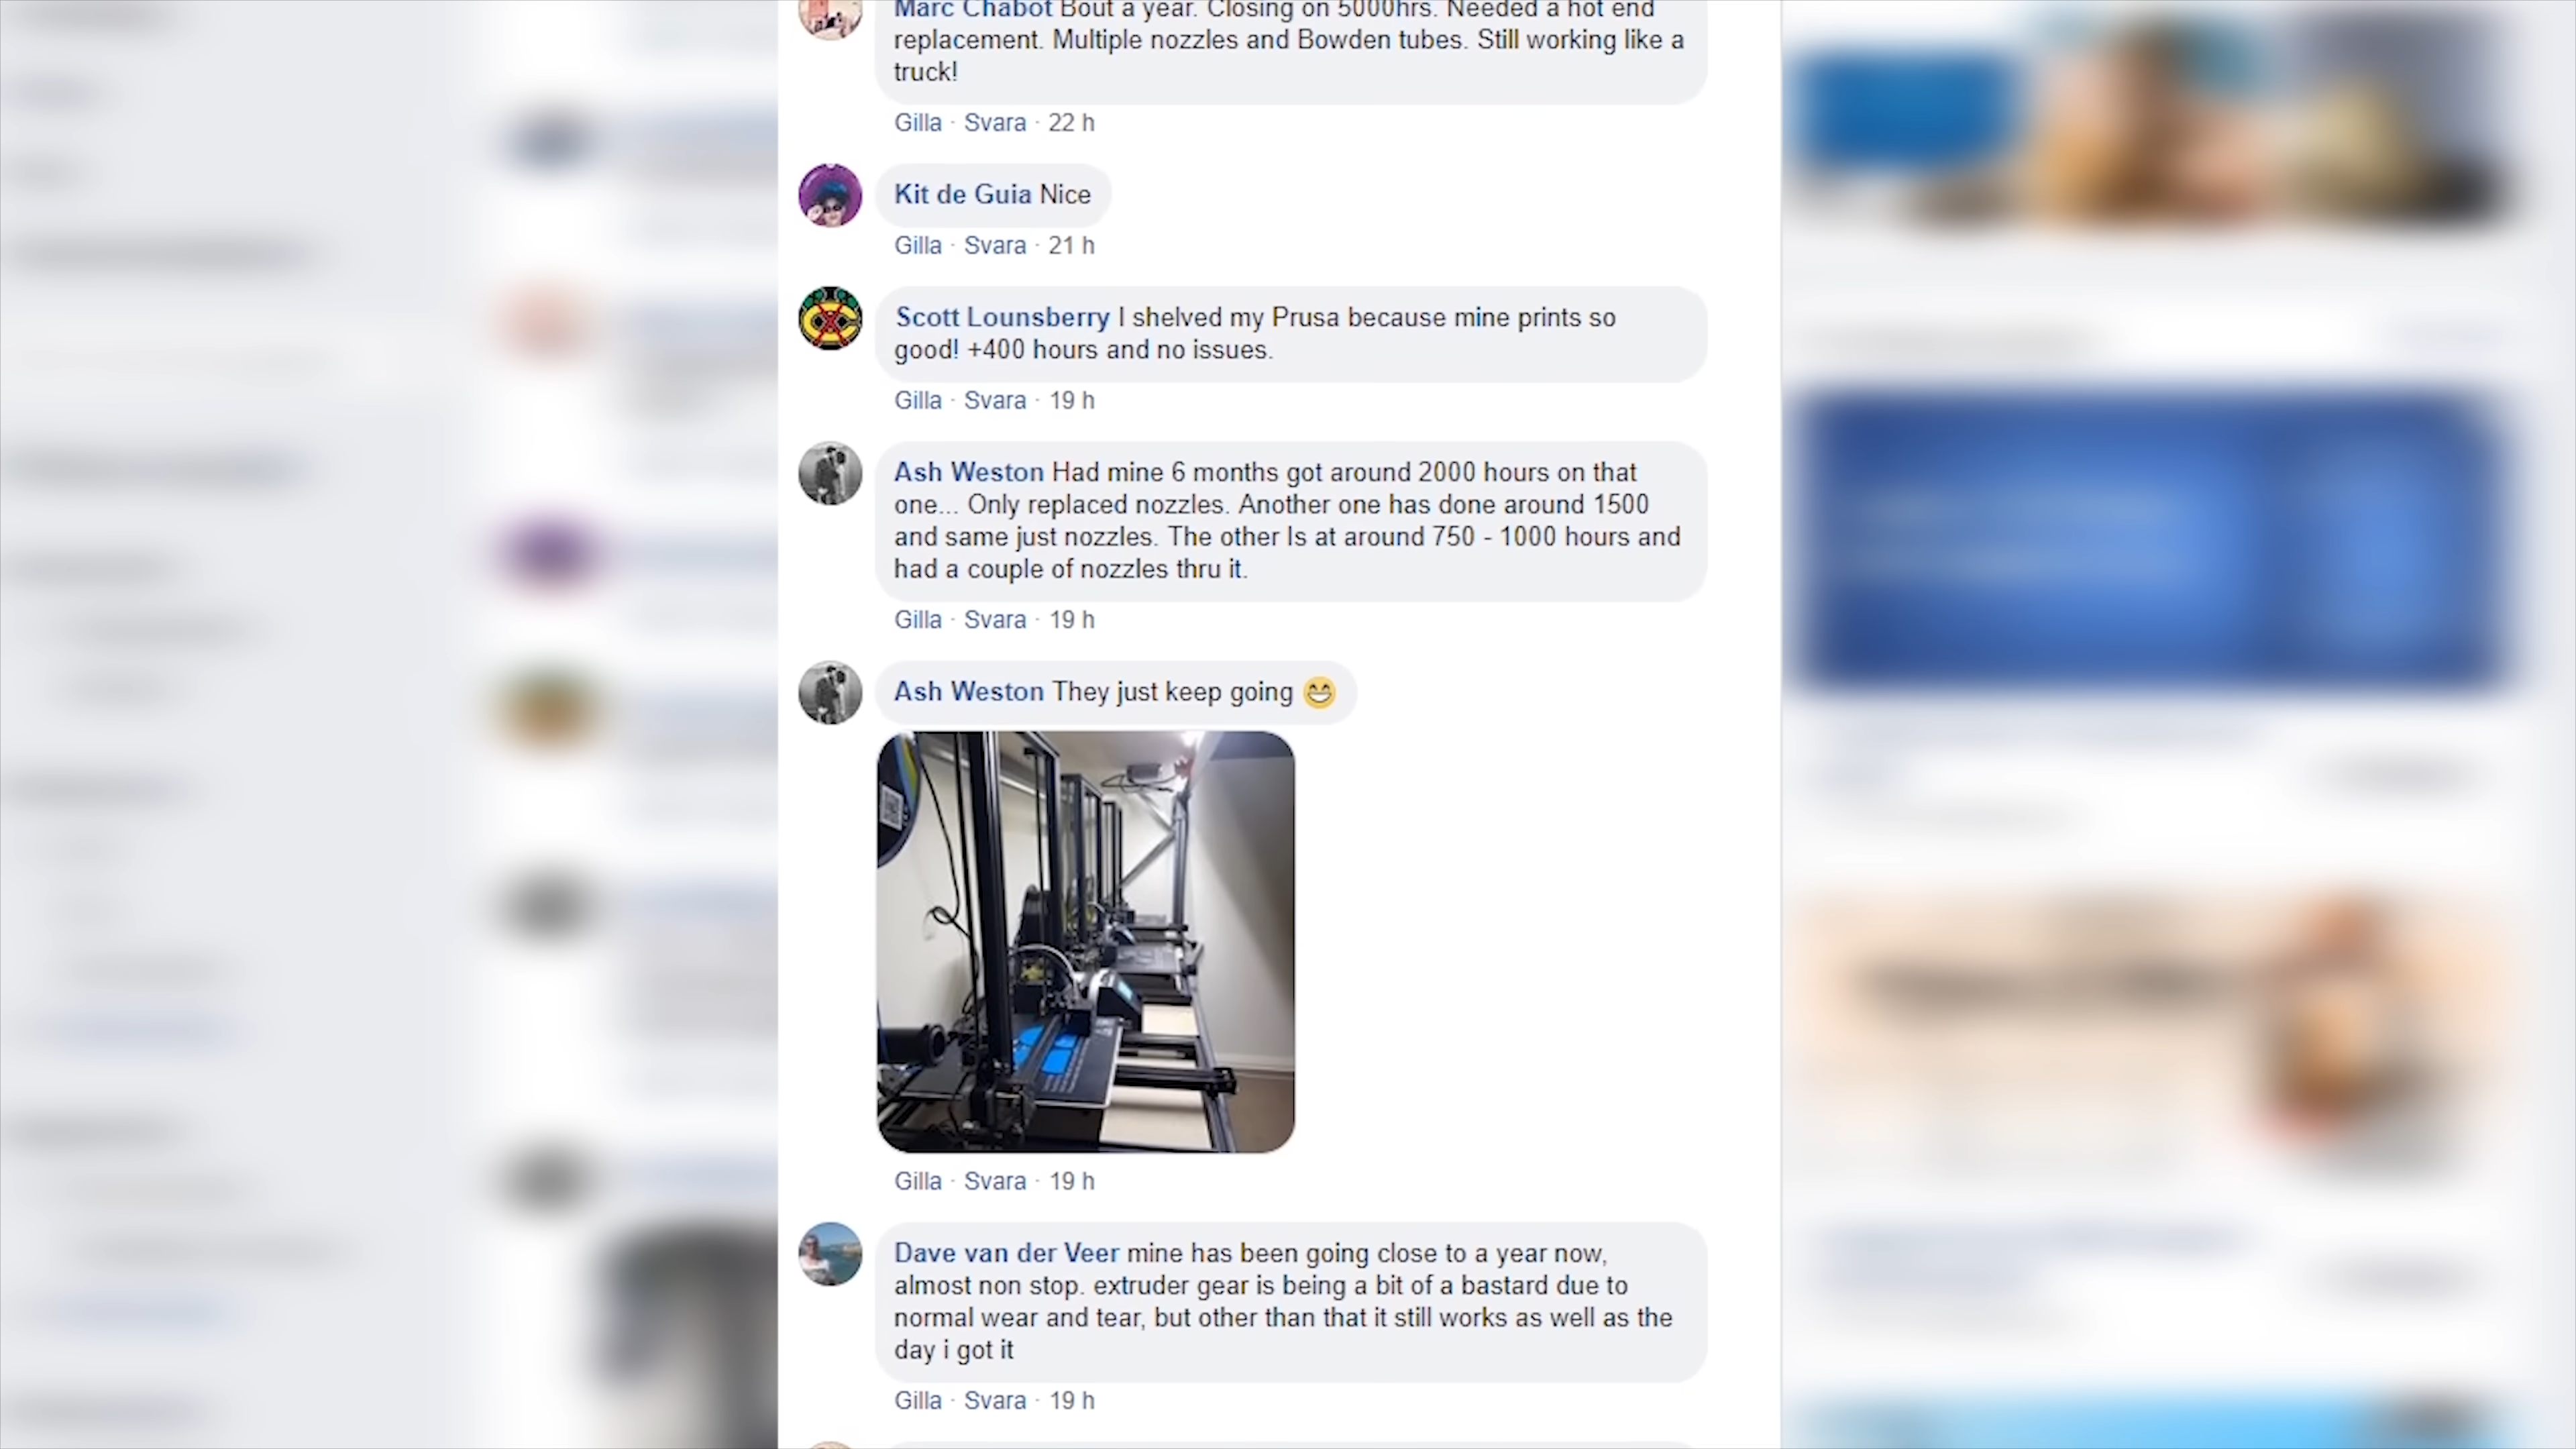 Marc Chabot Bout a year. Closing on 5000hrs. Needed a hot end
replacement. Multiple nozzles and Bowden tubes. Still working like a
truck!
Gilla · Svara · 22 h
Kit de Guia Nice
Gilla · Svara · 21 h
Scott Lounsberry I shelved my Prusa because mine prints so
good! +400 hours and no issues.
Gilla · Svara · 19 h
Ash Weston Had mine 6 months got around 2000 hours on that
one... Only replaced nozzles. Another one has done around 1500
and same just nozzles. The other Is at around 750 - 1000 hours and
had a couple of nozzles thru it.
Gilla · Svara · 19 h
Ash Weston They just keep going 😁
Gilla · Svara · 19 h
Dave van der Veer mine has been going close to a year now,
almost non stop. extruder gear is being a bit of a bastard due to
normal wear and tear, but other than that it still works as well as the
day i got it
Gilla · Svara · 19 h